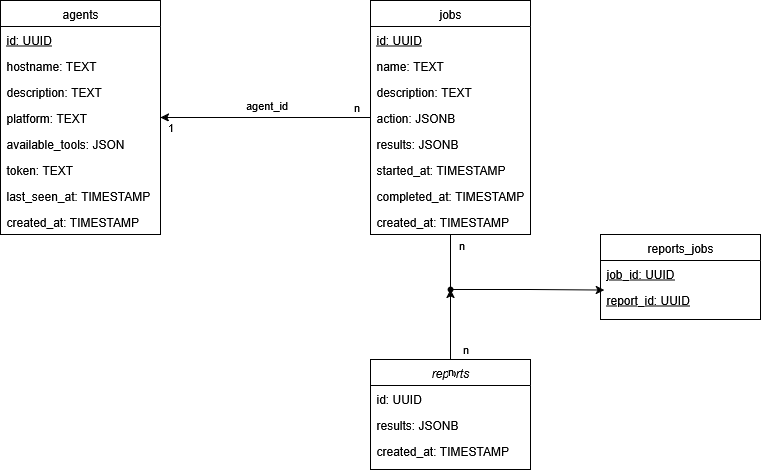 agents
id: UUID
hostname: TEXT
description: TEXT
platform: TEXT
available_tools: JSON
token: TEXT
last_seen_at: TIMESTAMP
created_at: TIMESTAMP
agent_id
1
n
jobs
id: UUID
name: TEXT
description: TEXT
action: JSONB
results: JSONB
started_at: TIMESTAMP
completed_at: TIMESTAMP
created_at: TIMESTAMP
n
reports_jobs
job_id: UUID
report_id: UUID
n
reports
n
id: UUID
results: JSONB
created_at: TIMESTAMP